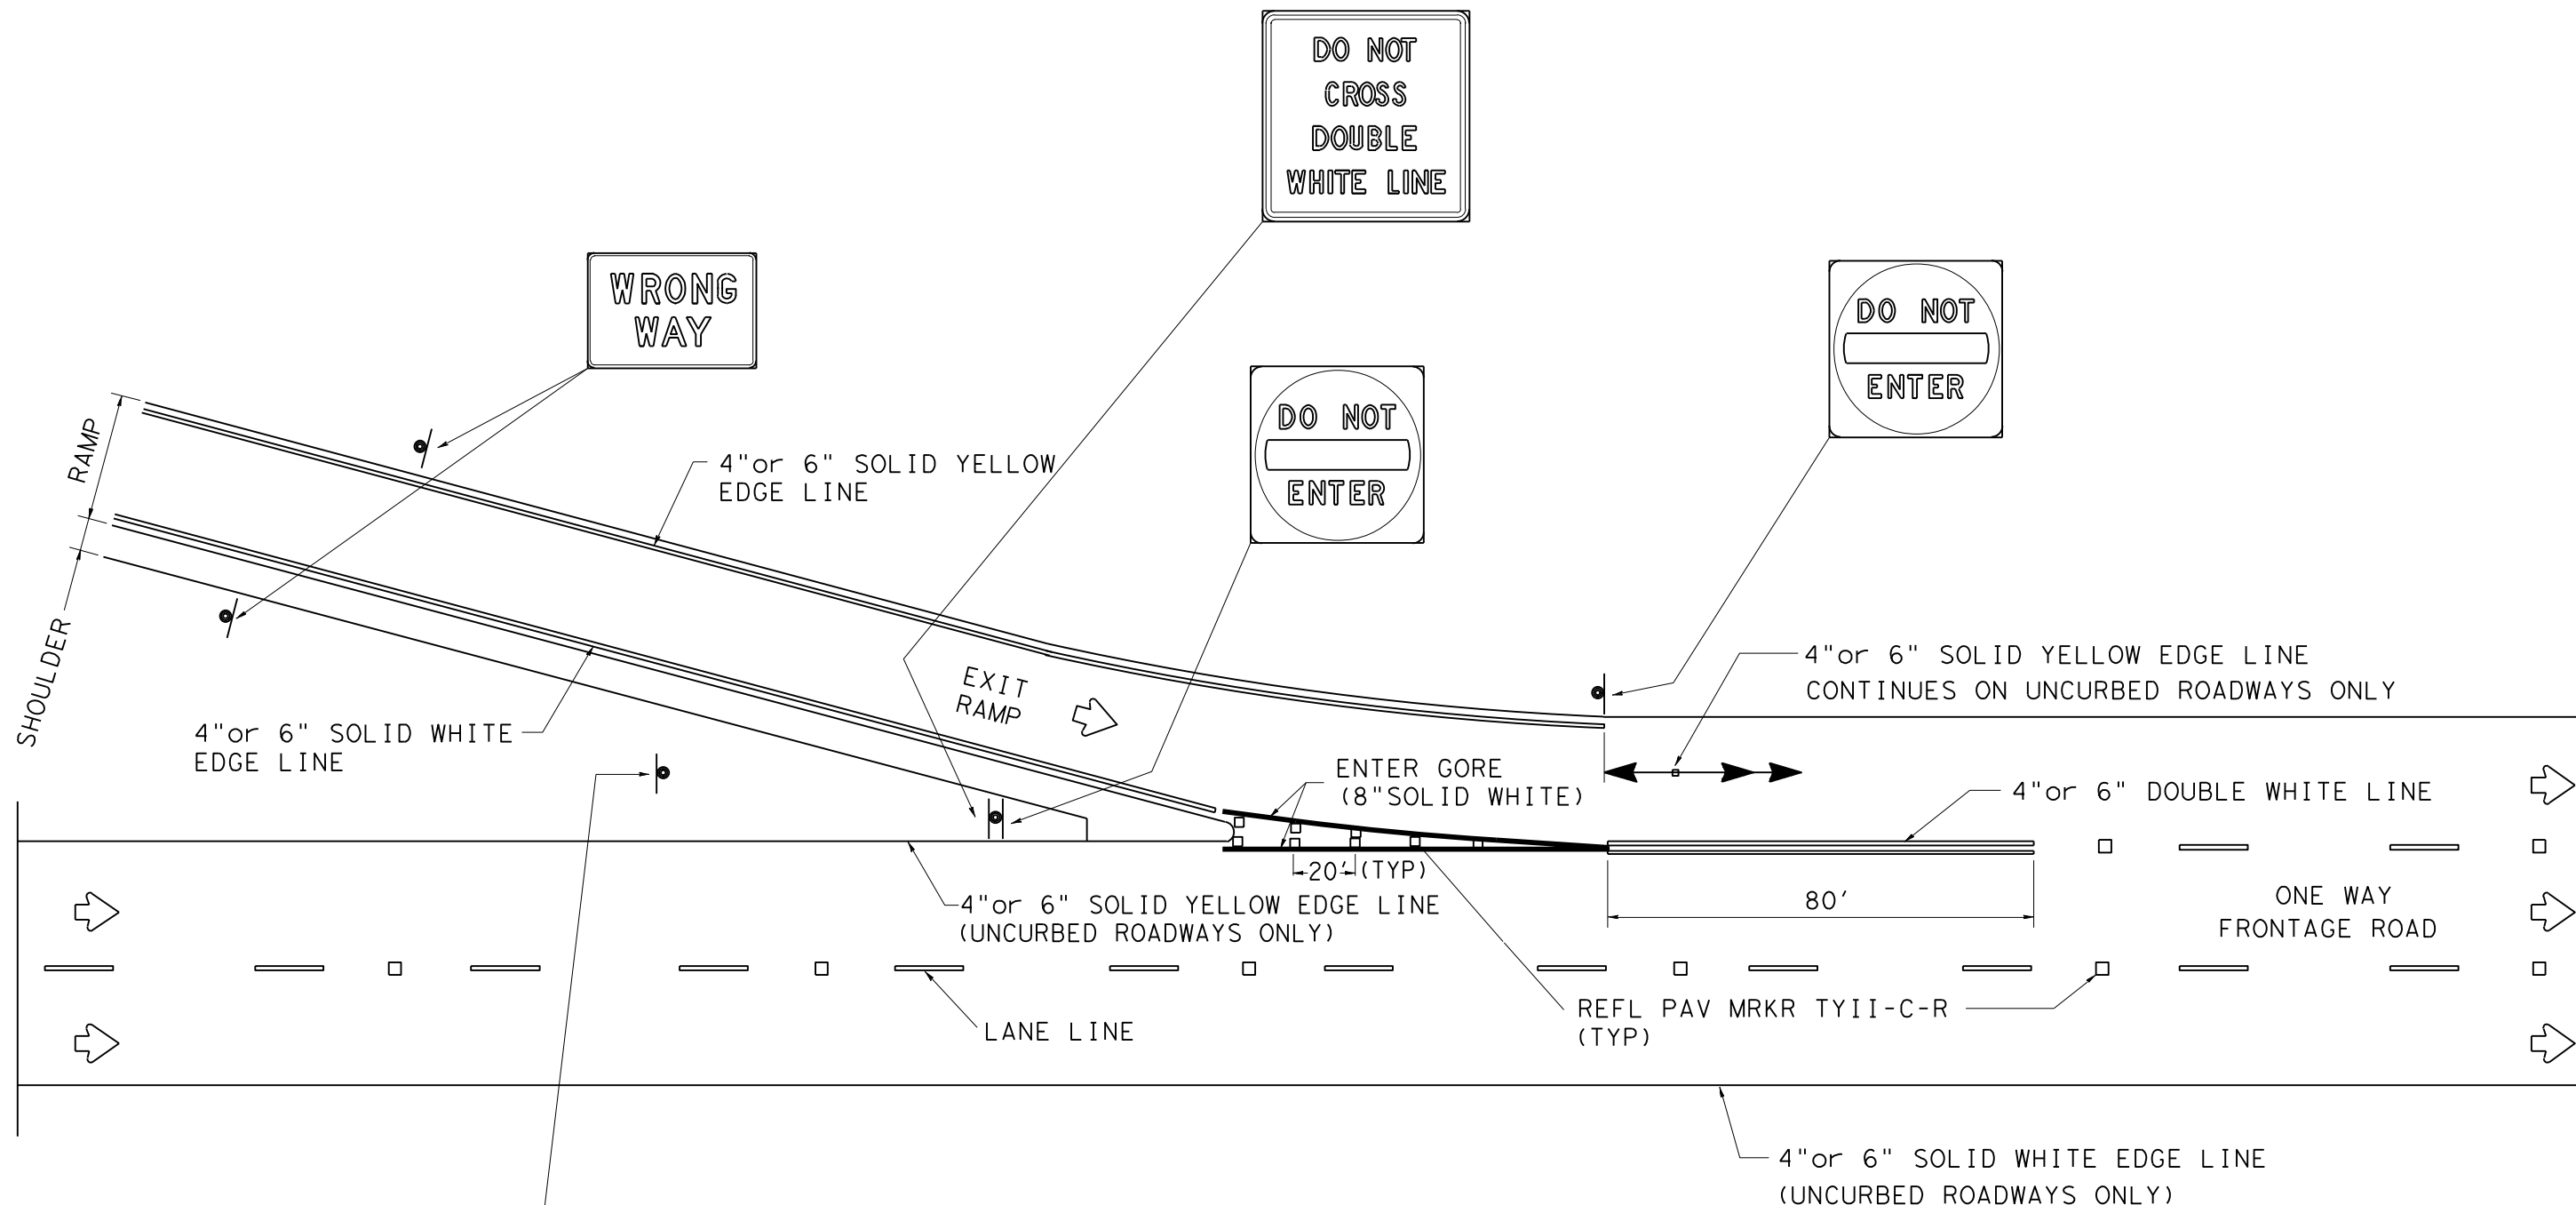 DO NOT
CROSS
DOUBLE
WHITE LINE
WRONG
WAY
DO NOT
ENTER
DO NOT
ENTER
RAMP
SHOULDER
4"or 6" SOLID YELLOW
EDGE LINE
4"or 6" SOLID WHITE
EDGE LINE
EXIT
RAMP
4"or 6" SOLID YELLOW EDGE LINE
CONTINUES ON UNCURBED ROADWAYS ONLY
ENTER GORE
(8"SOLID WHITE)
4"or 6" DOUBLE WHITE LINE
20' (TYP)
80'
4"or 6" SOLID YELLOW EDGE LINE
(UNCURBED ROADWAYS ONLY)
ONE WAY
FRONTAGE ROAD
LANE LINE
REFL PAV MRKR TYII-C-R
(TYP)
4"or 6" SOLID WHITE EDGE LINE
(UNCURBED ROADWAYS ONLY)